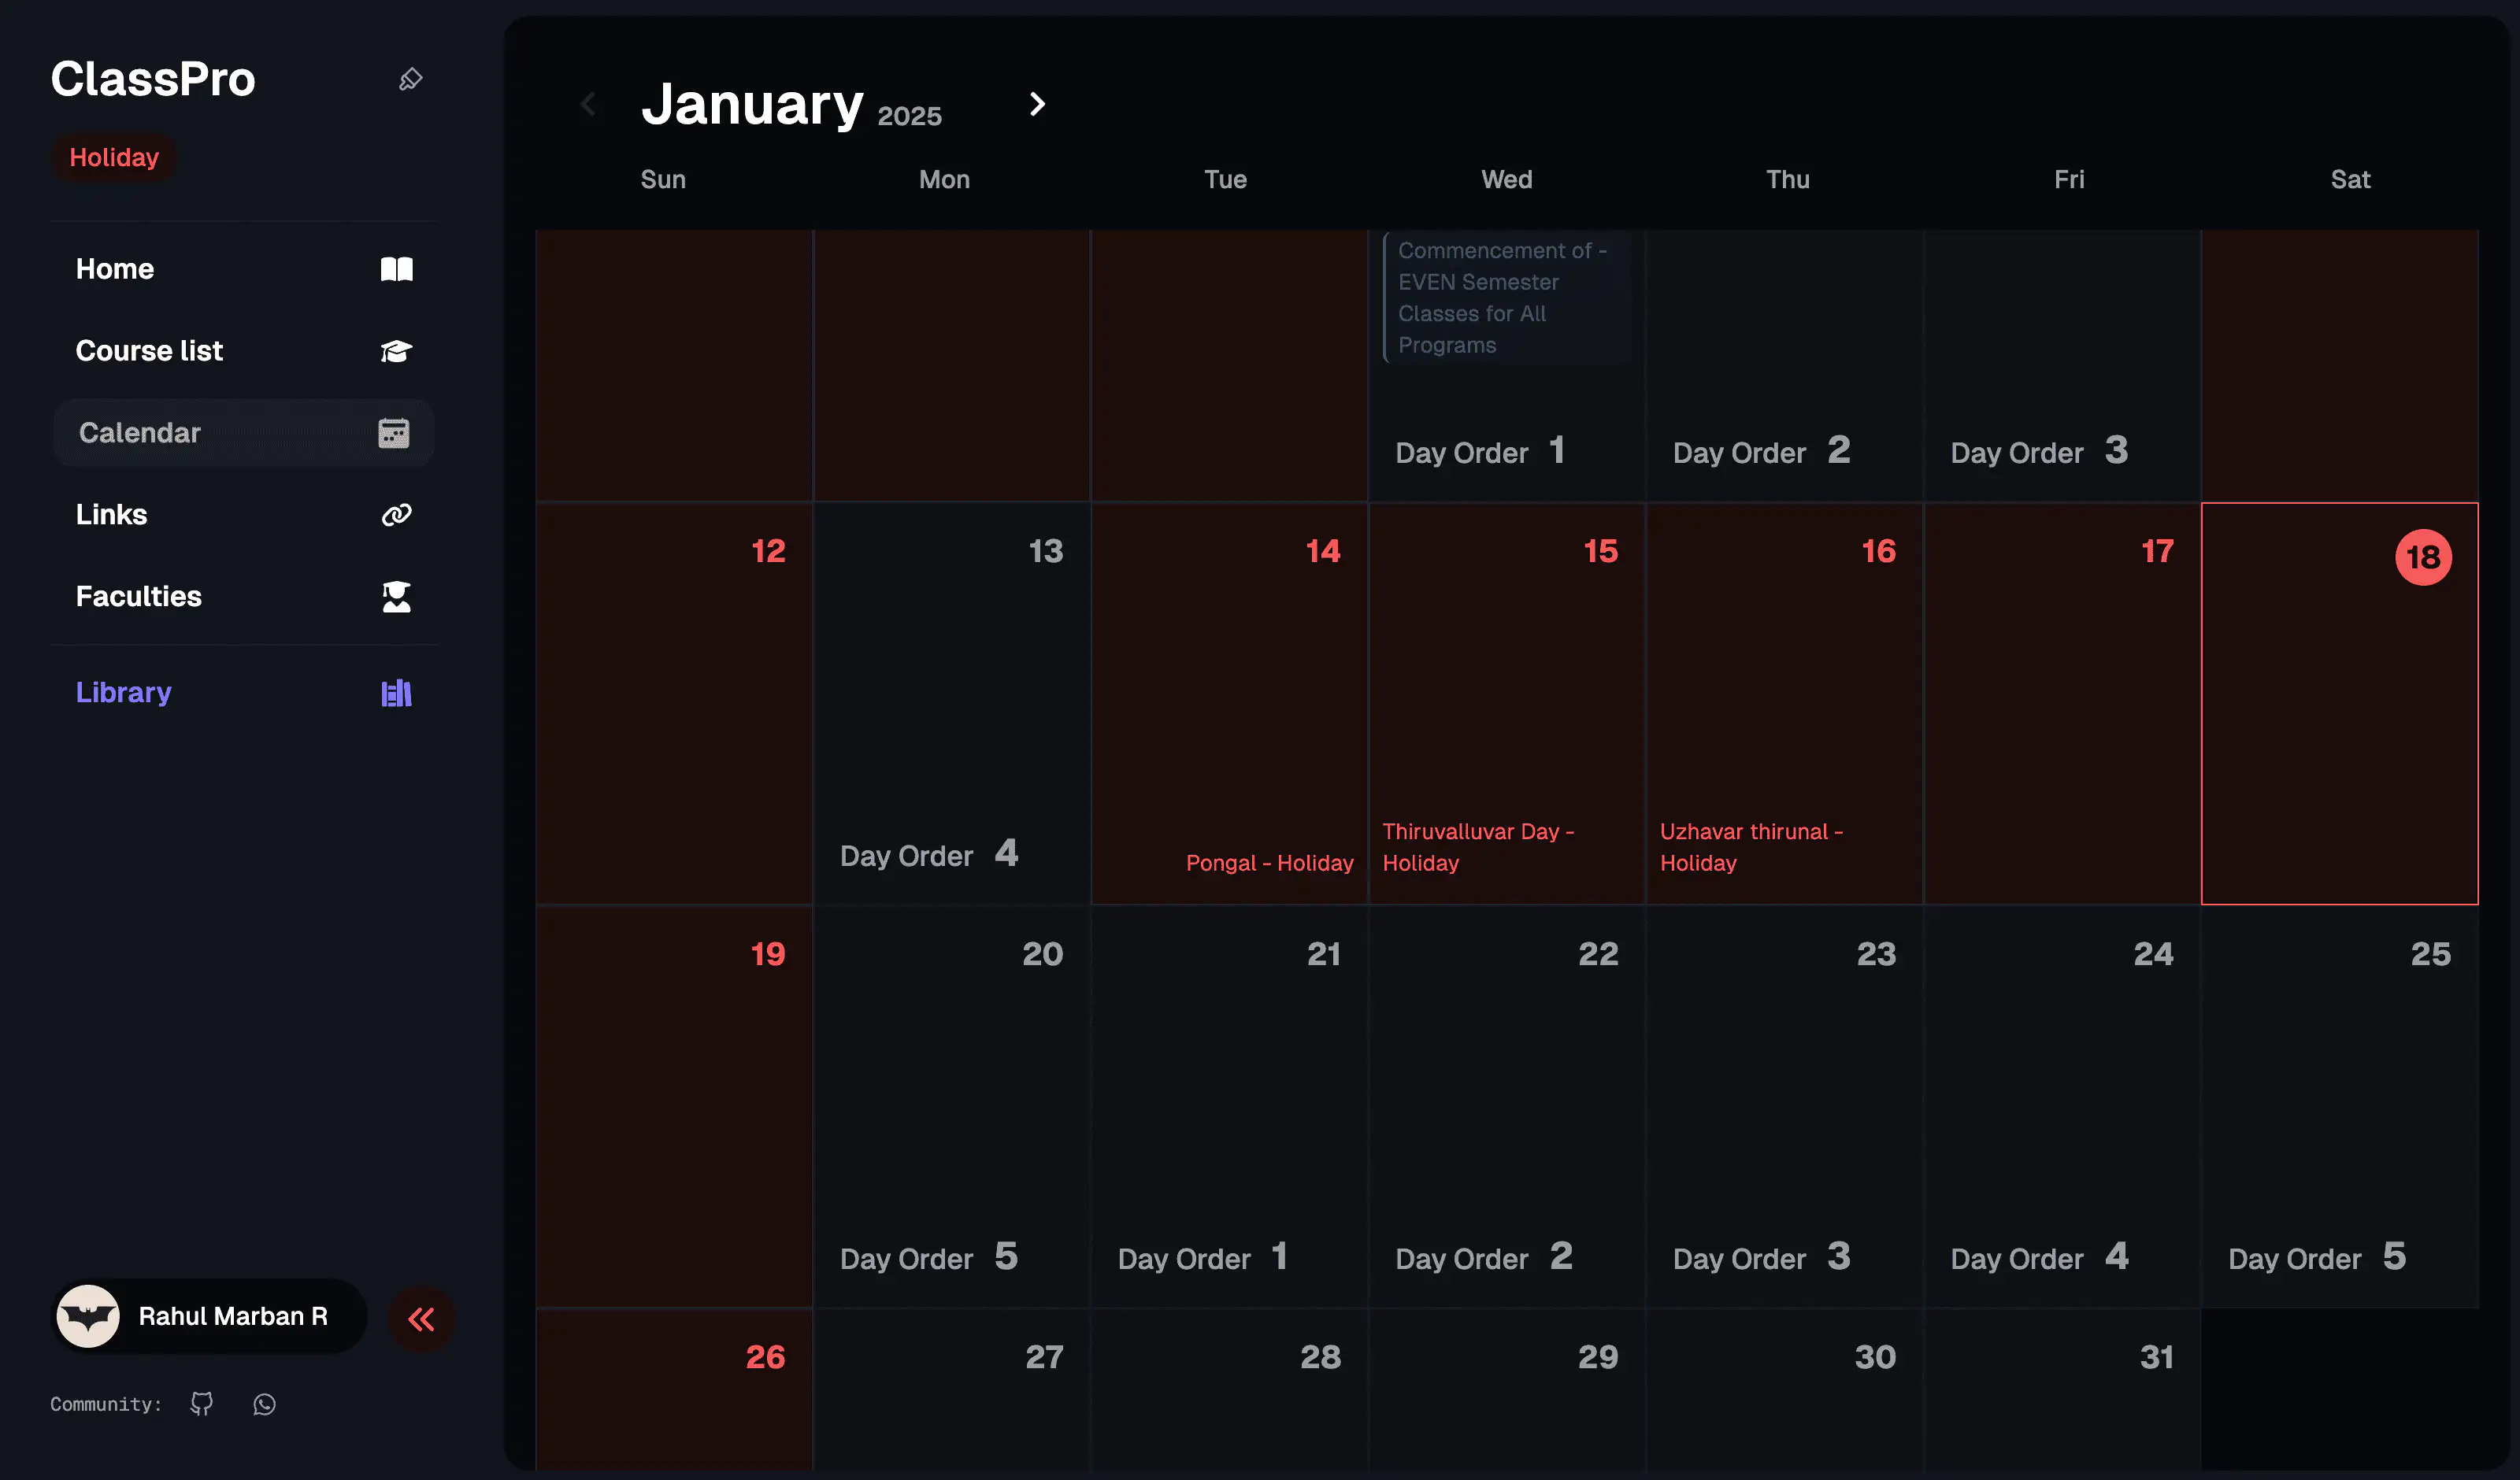 ClassPro
Holiday
Home
Course list
Calendar
Links
Faculties
Library
Rahul Marban R
Community:
January 2025
Sun Mon Tue Wed Thu Fri Sat
Commencement of -
EVEN Semester
Classes for All
Programs
Day Order 1
Day Order 2
Day Order 3
12
13
Day Order 4
14
Pongal - Holiday
15
Thiruvalluvar Day -
Holiday
16
Uzhavar thirunal -
Holiday
17
18
19
20
Day Order 5
21
Day Order 1
22
Day Order 2
23
Day Order 3
24
Day Order 4
25
Day Order 5
26
27
28
29
30
31